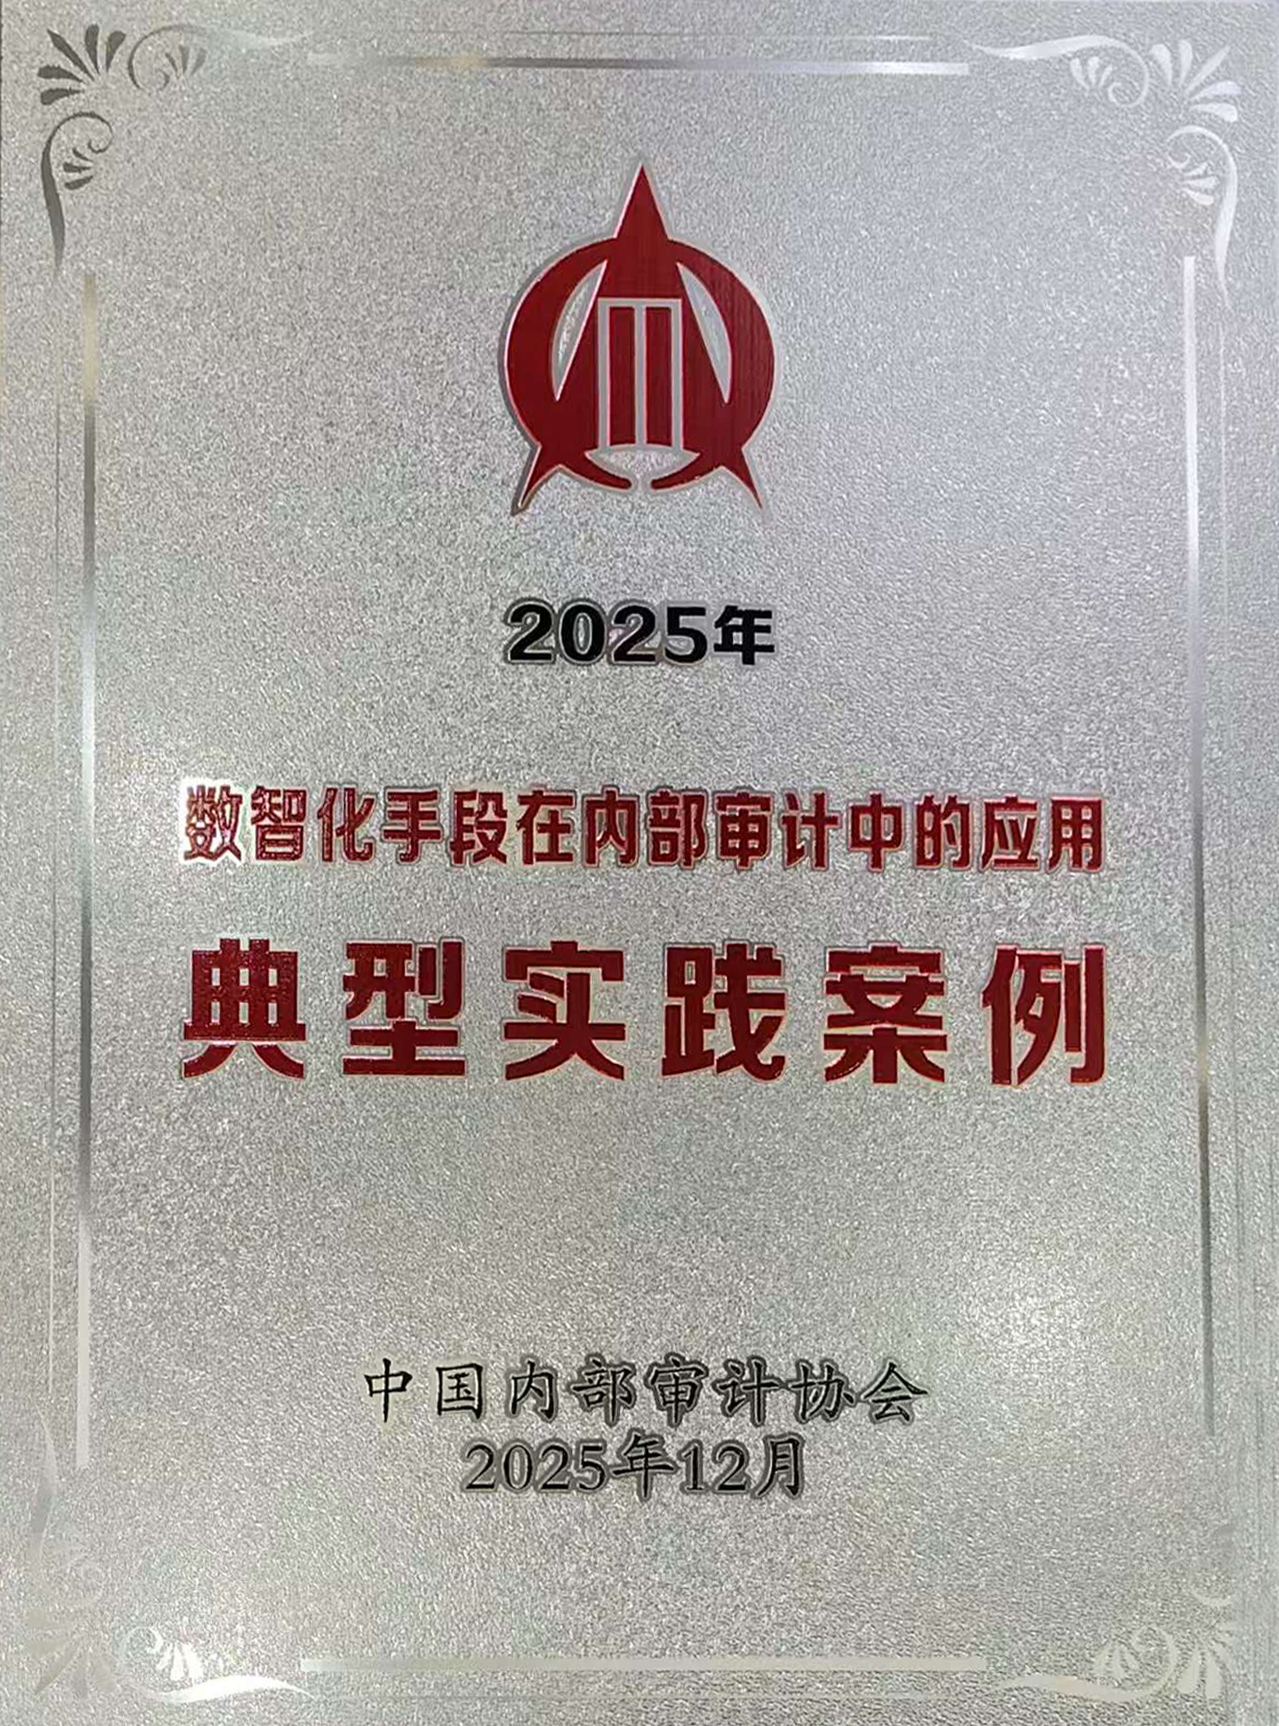 2025年
数智化手段在内部审计中的应用
典型实践案例
中国内部审计协会
2025年12月